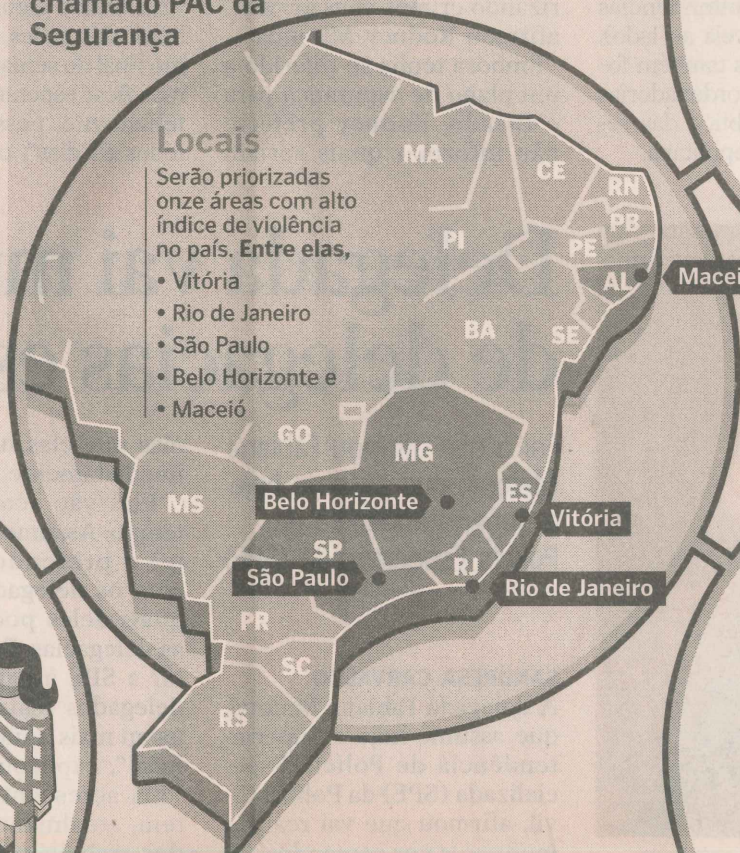 chamado PAC da
Segurança
Locais
Serão priorizadas
onze áreas com alto
índice de violência
no país. Entre elas,
• Vitória
• Rio de Janeiro
• São Paulo
• Belo Horizonte e
• Maceió
MA
CE
RN
PB
PI
PE
AL
Macei
BA
SE
GO
MG
MS
Belo Horizonte
ES
Vitória
SP
São Paulo
RJ
Rio de Janeiro
PR
SC
RS